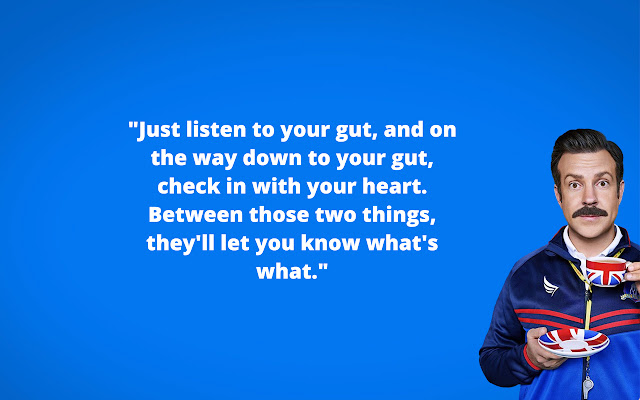 "Just listen to your gut, and on
the way down to your gut,
check in with your heart.
Between those two things,
they'll let you know what's
what."